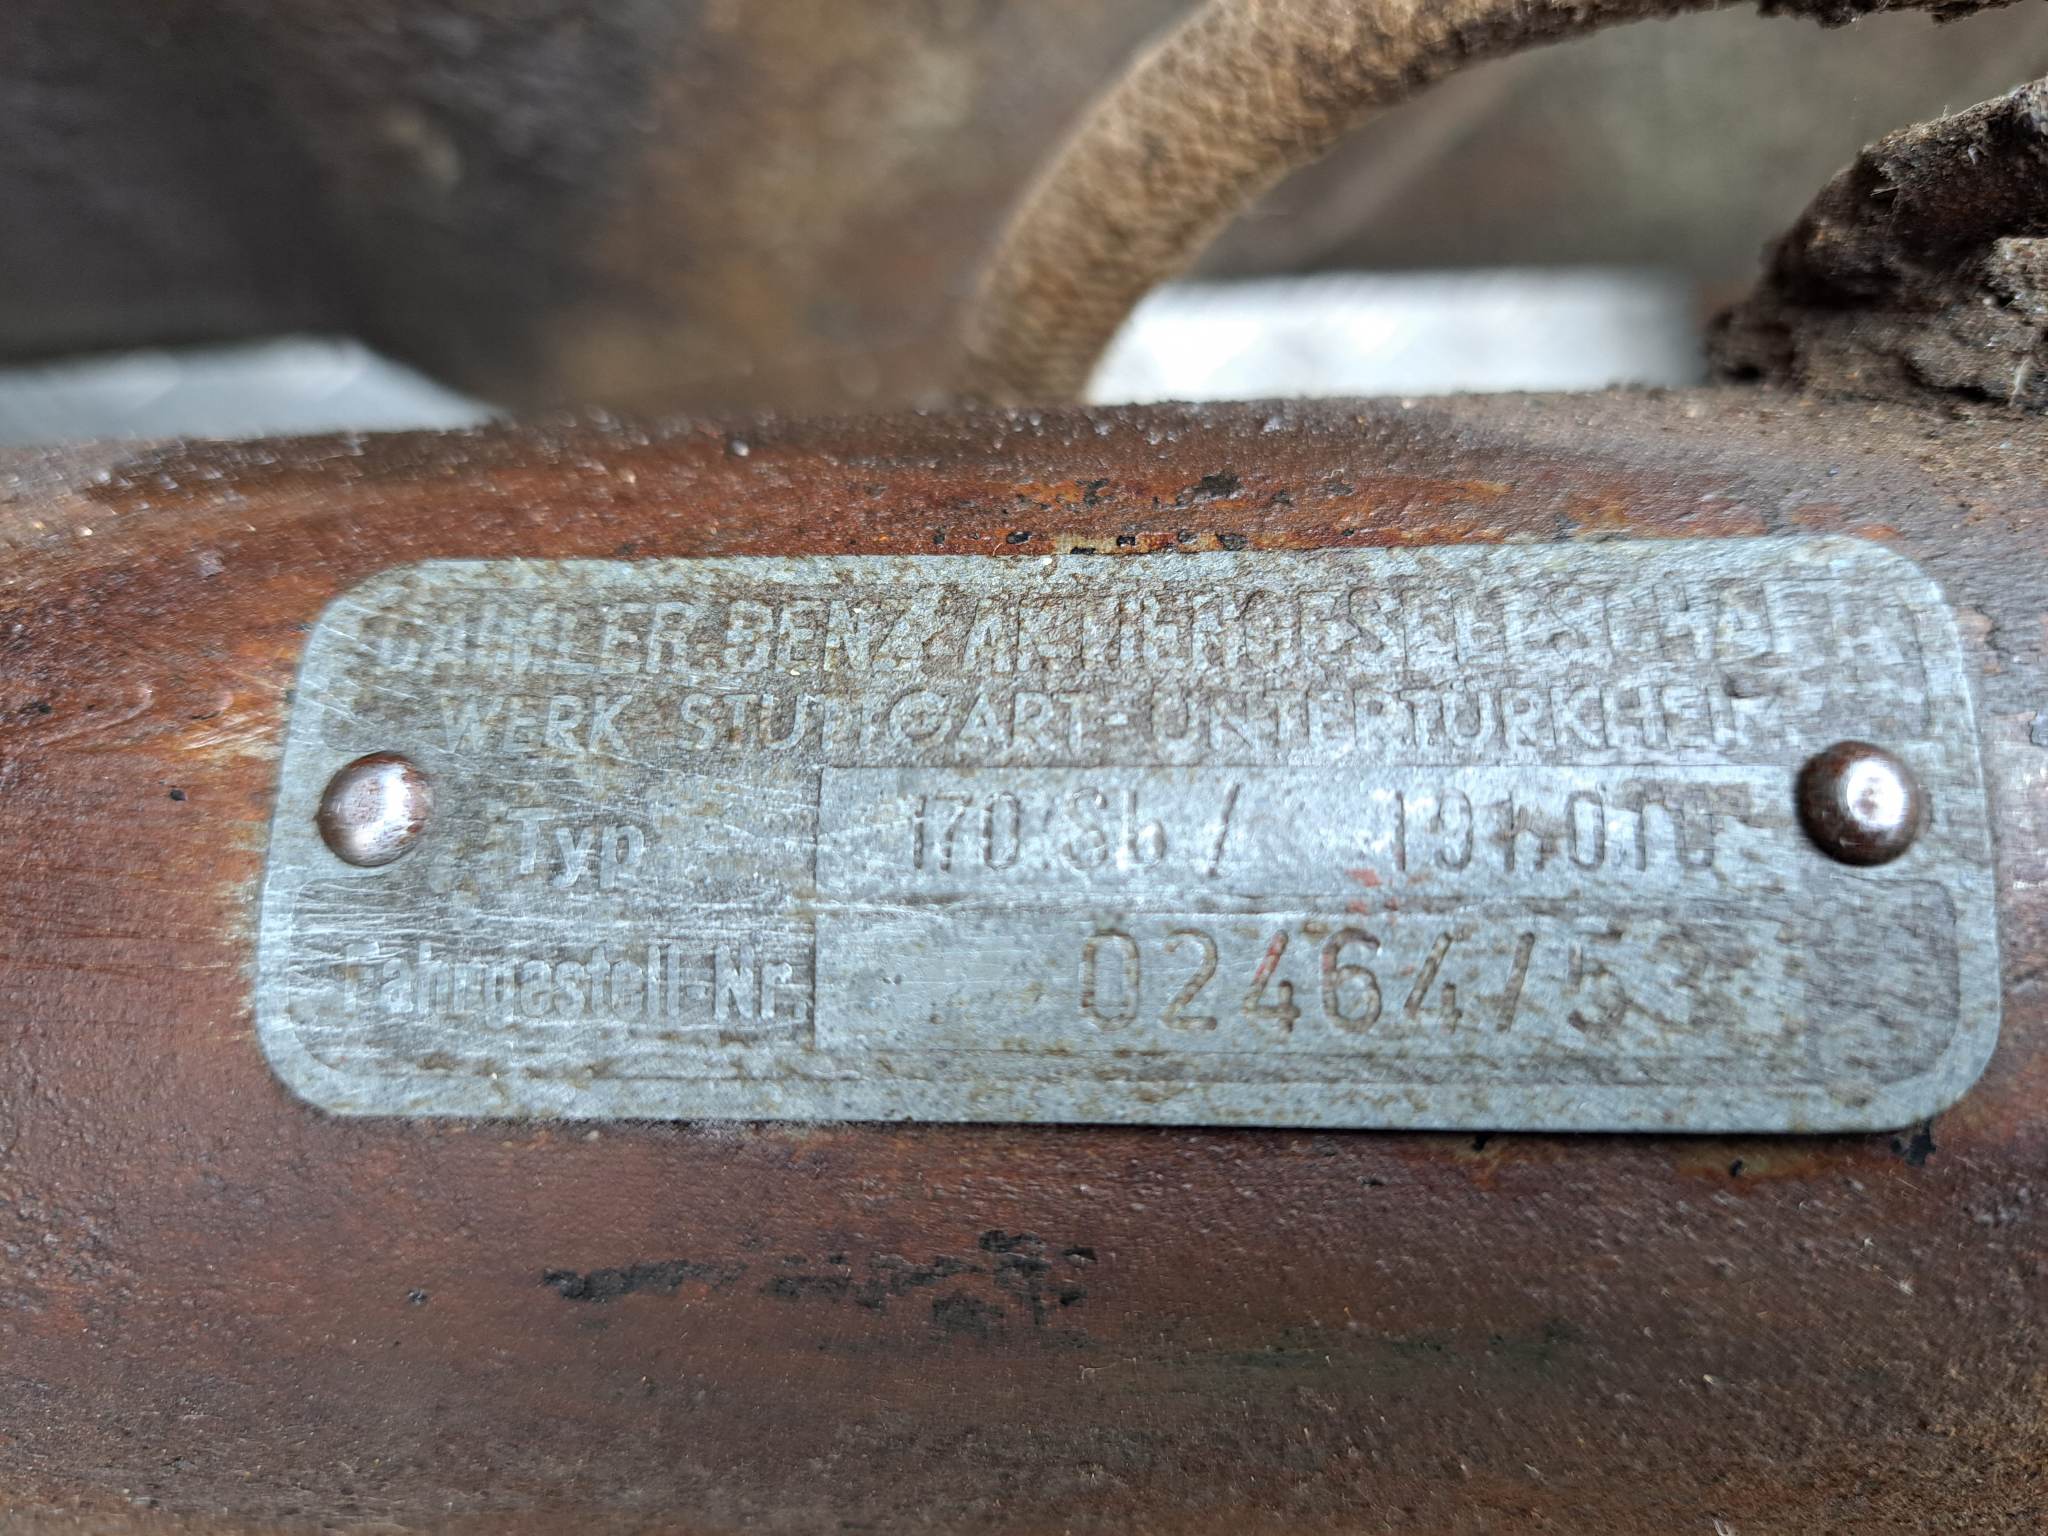 DAIMLER-BENZ-AKTIENGESELLSCHAFT
WERK STUTTGART-UNTERTÜRKHEIM
Typ 170 Sb / 191.010
Fahrgestell-Nr. 02464/53